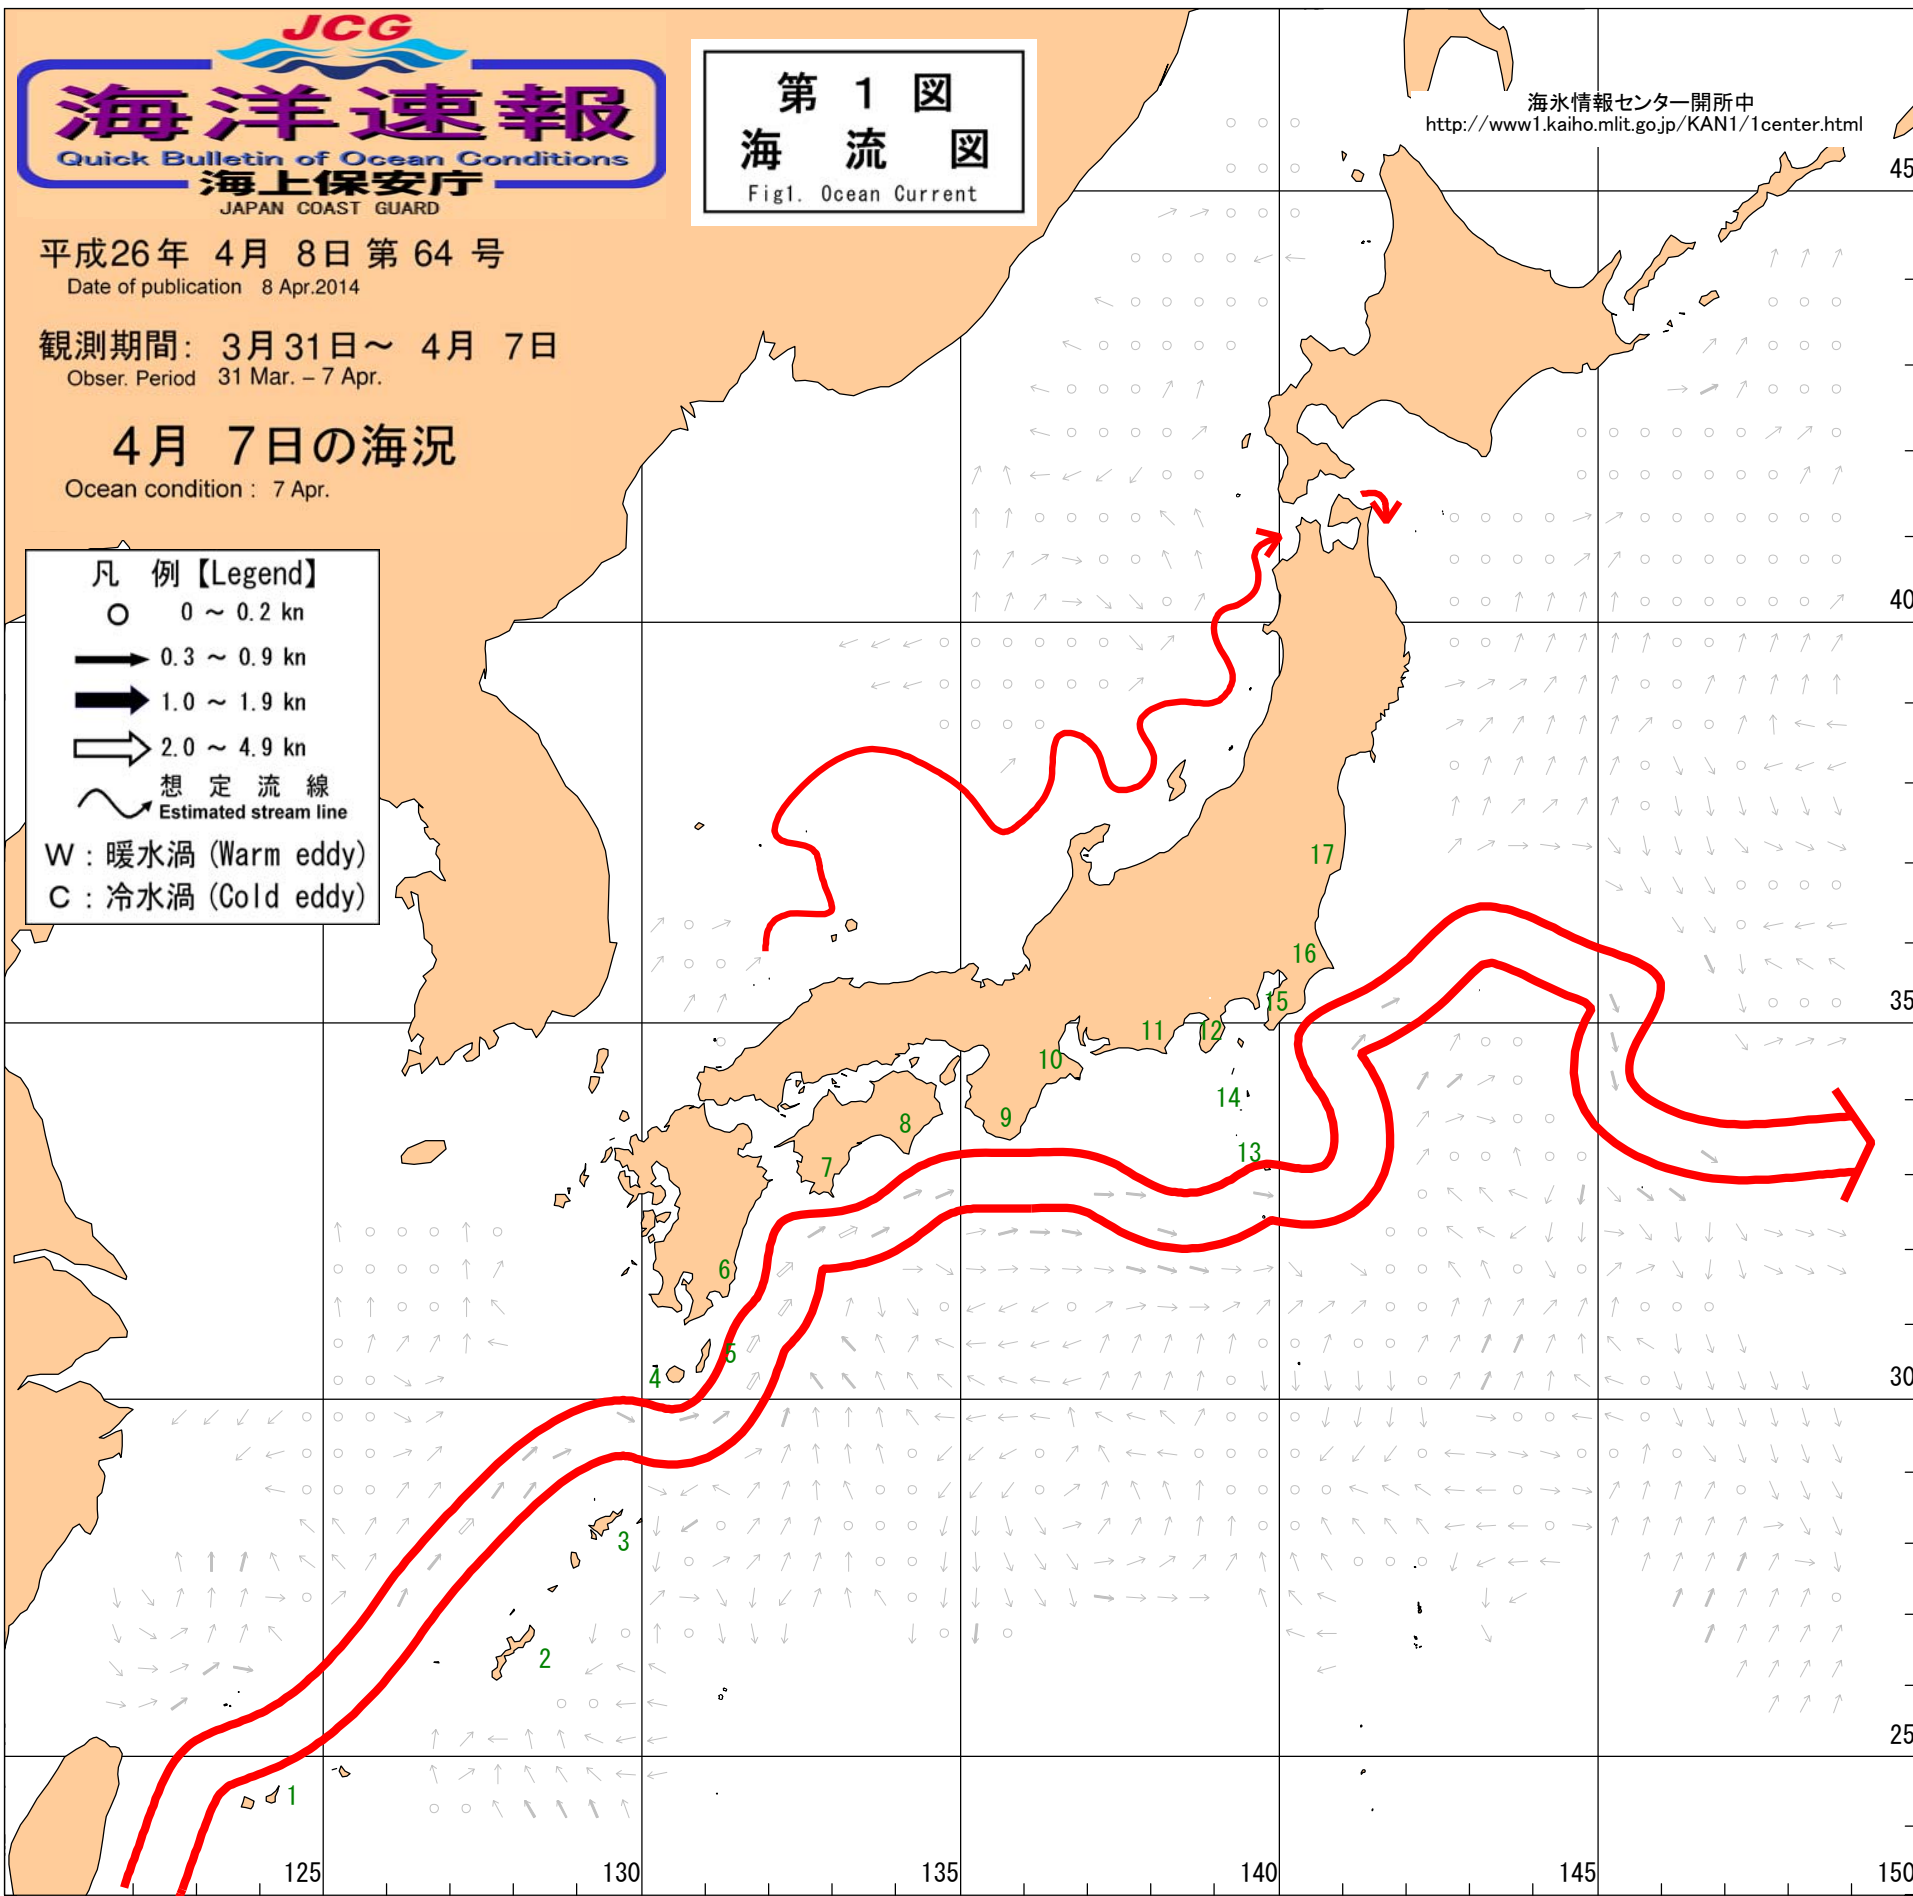 JCG
海洋速報
Quick Bulletin of Ocean Conditions
海上保安庁
JAPAN COAST GUARD
平成26年 4月 8日 第 64 号
Date of publication 8 Apr.2014
観測期間: 3月31日～ 4月 7日
Obser. Period 31 Mar. – 7 Apr.
4月 7日の海況
Ocean condition : 7 Apr.
第 1 図
海 流 図
Fig1. Ocean Current
海氷情報センター開所中
http://www1.kaiho.mlit.go.jp/KAN1/1center.html
凡 例【Legend】
0 ～ 0.2 kn
0.3 ～ 0.9 kn
1.0 ～ 1.9 kn
2.0 ～ 4.9 kn
想 定 流 線
Estimated stream line
W : 暖水渦 (Warm eddy)
C : 冷水渦 (Cold eddy)
45
40
17
16
35
15
12
11
10
14
9
8
13
7
6
5
4
30
3
2
25
1
125
130
135
140
145
150